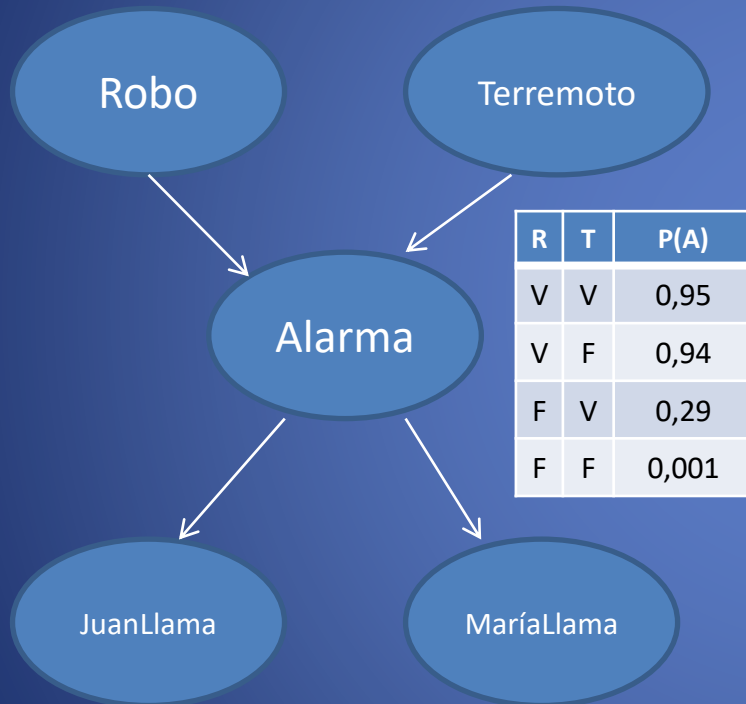 Robo
Terremoto
R T P(A)
V V 0,95
V F 0,94
F V 0,29
F F 0,001
Alarma
JuanLlama
MaríaLlama